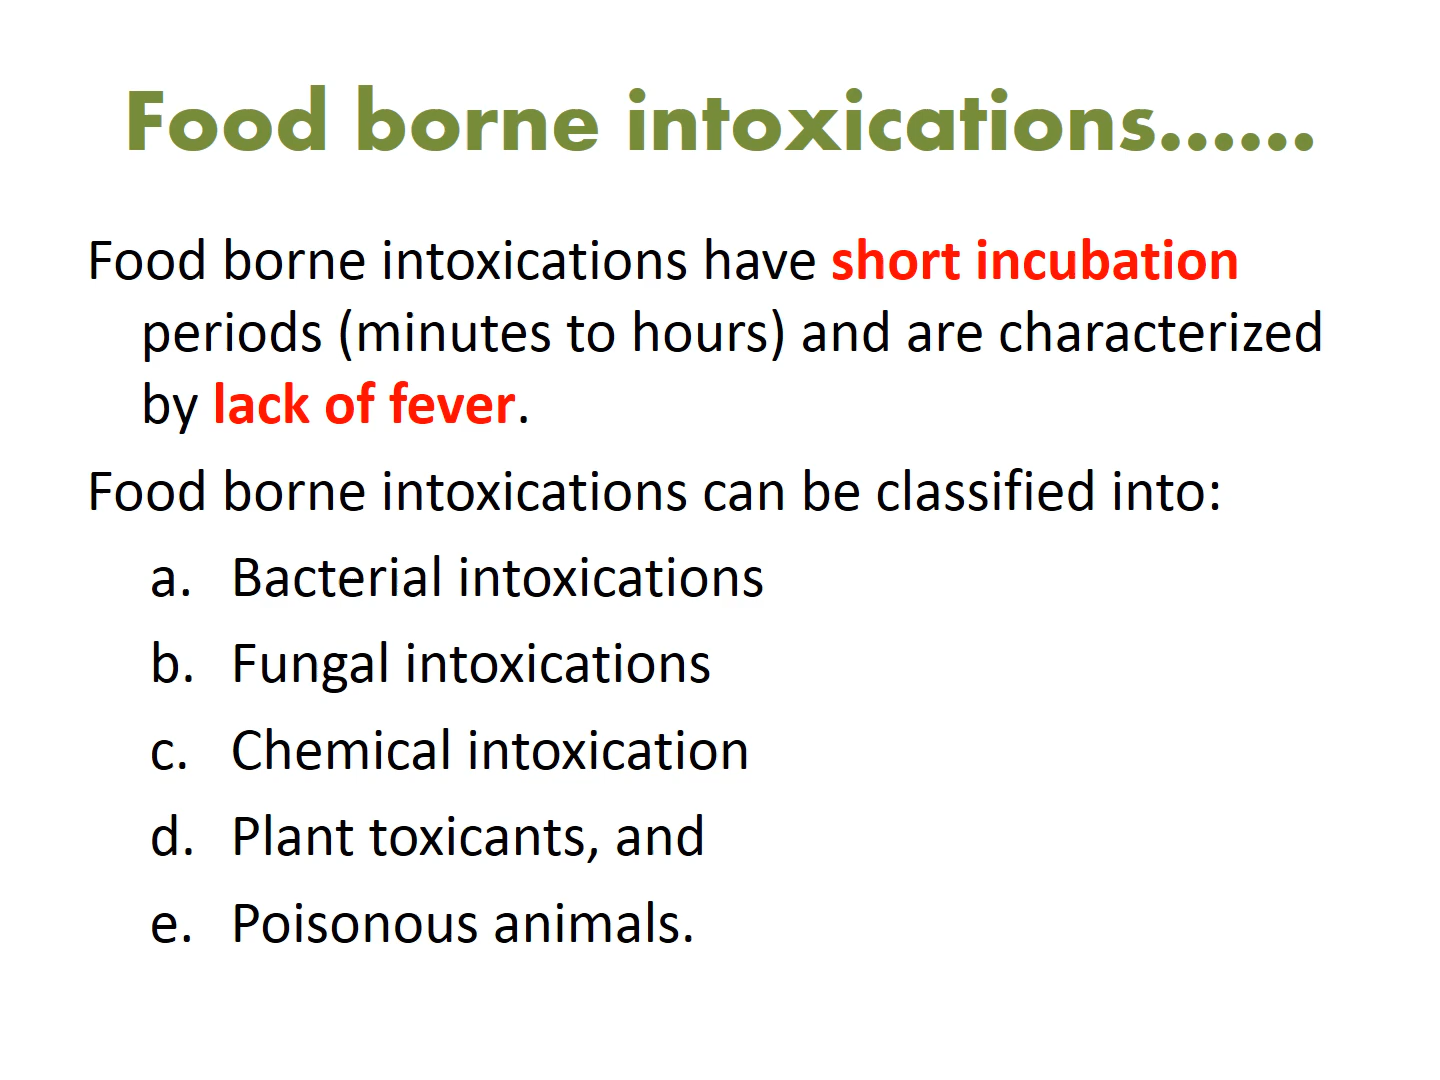 Food borne intoxications......
Food borne intoxications have short incubation
periods (minutes to hours) and are characterized
by lack of fever.
Food borne intoxications can be classified into:
a. Bacterial intoxications
b. Fungal intoxications
c. Chemical intoxication
d. Plant toxicants, and
e. Poisonous animals.